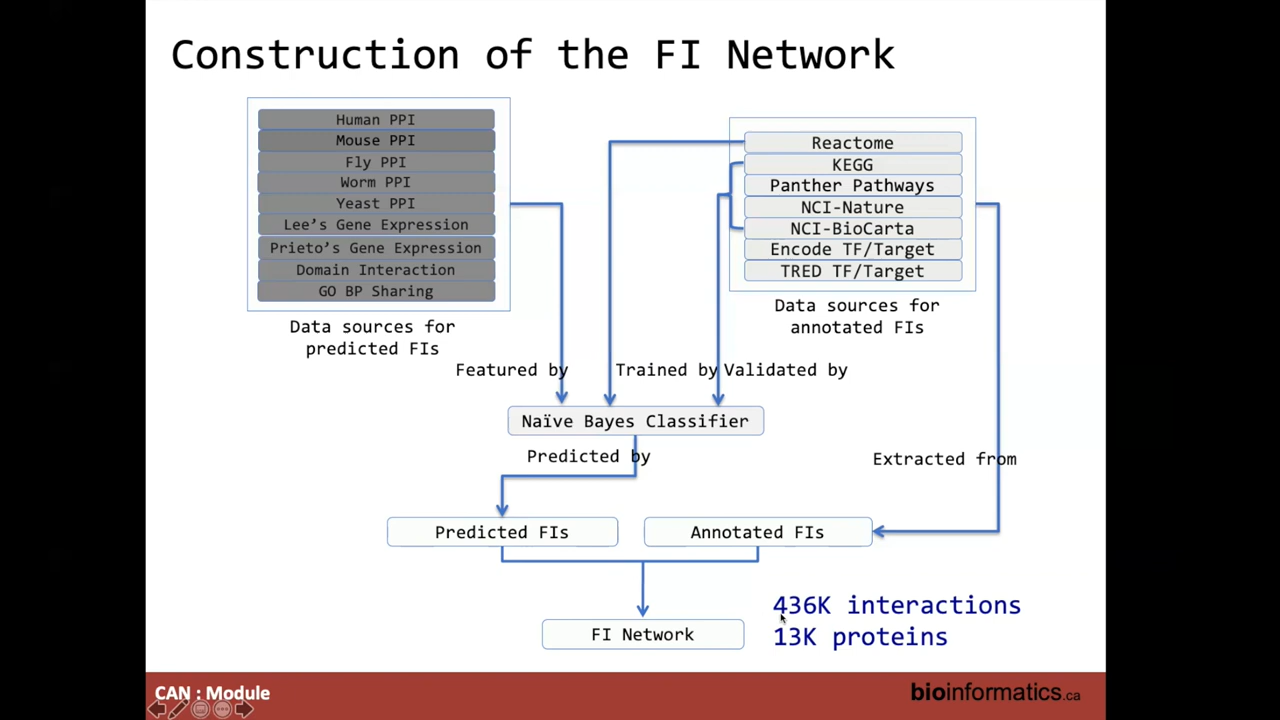 Construction of the FI Network
Human PPI
Mouse PPI
Fly PPI
Worm PPI
Yeast PPI
Lee’s Gene Expression
Prieto’s Gene Expression
Domain Interaction
GO BP Sharing
Data sources for
predicted FIs
Reactome
KEGG
Panther Pathways
NCI-Nature
NCI-BioCarta
Encode TF/Target
TRED TF/Target
Data sources for
annotated FIs
Featured by
Trained by
Validated by
Naïve Bayes Classifier
Predicted by
Extracted from
Predicted FIs
Annotated FIs
FI Network
436K interactions
13K proteins
CAN : Module
bioinformatics.ca